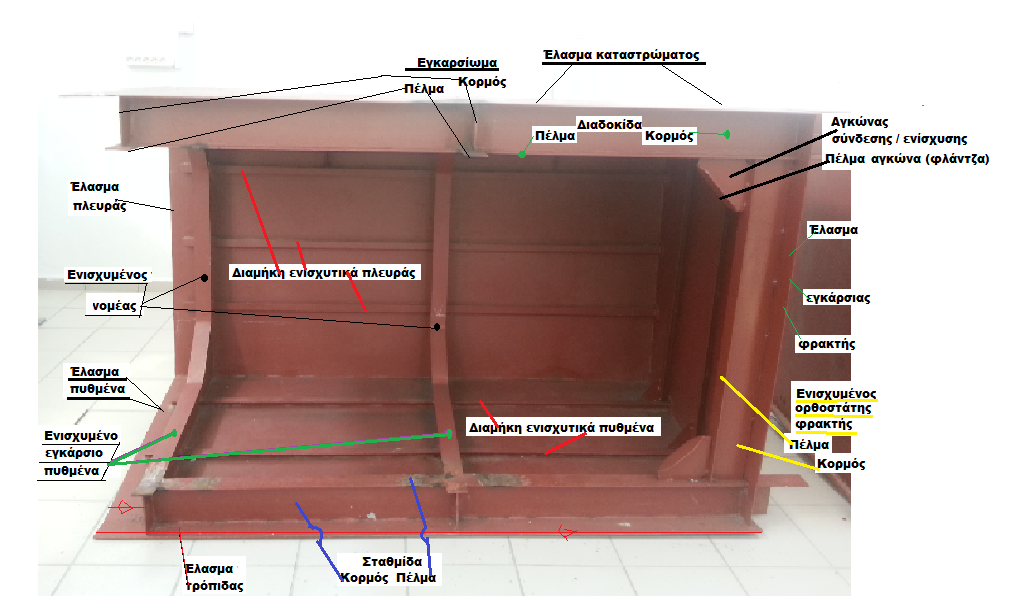 Εγκαρσίωμα
Πέλμα
Κορμός
Έλασμα καταστρώματος
Διαδοκίδα
Πέλμα
Κορμός
Αγκώνας
σύνδεσης / ενίσχυσης
Πέλμα αγκώνα (φλάντζα)
Έλασμα
πλευράς
Έλασμα
εγκάρσιας
φρακτής
Διαμήκη ενισχυτικά πλευράς
Ενισχυμένος
νομέας
Έλασμα
πυθμένα
Ενισχυμένο
εγκάρσιο
πυθμένα
Διαμήκη ενισχυτικά πυθμένα
Ενισχυμένος
ορθοστάτης
φρακτής
Πέλμα
Κορμός
Σταθμίδα
Κορμός Πέλμα
Έλασμα
τρόπιδας